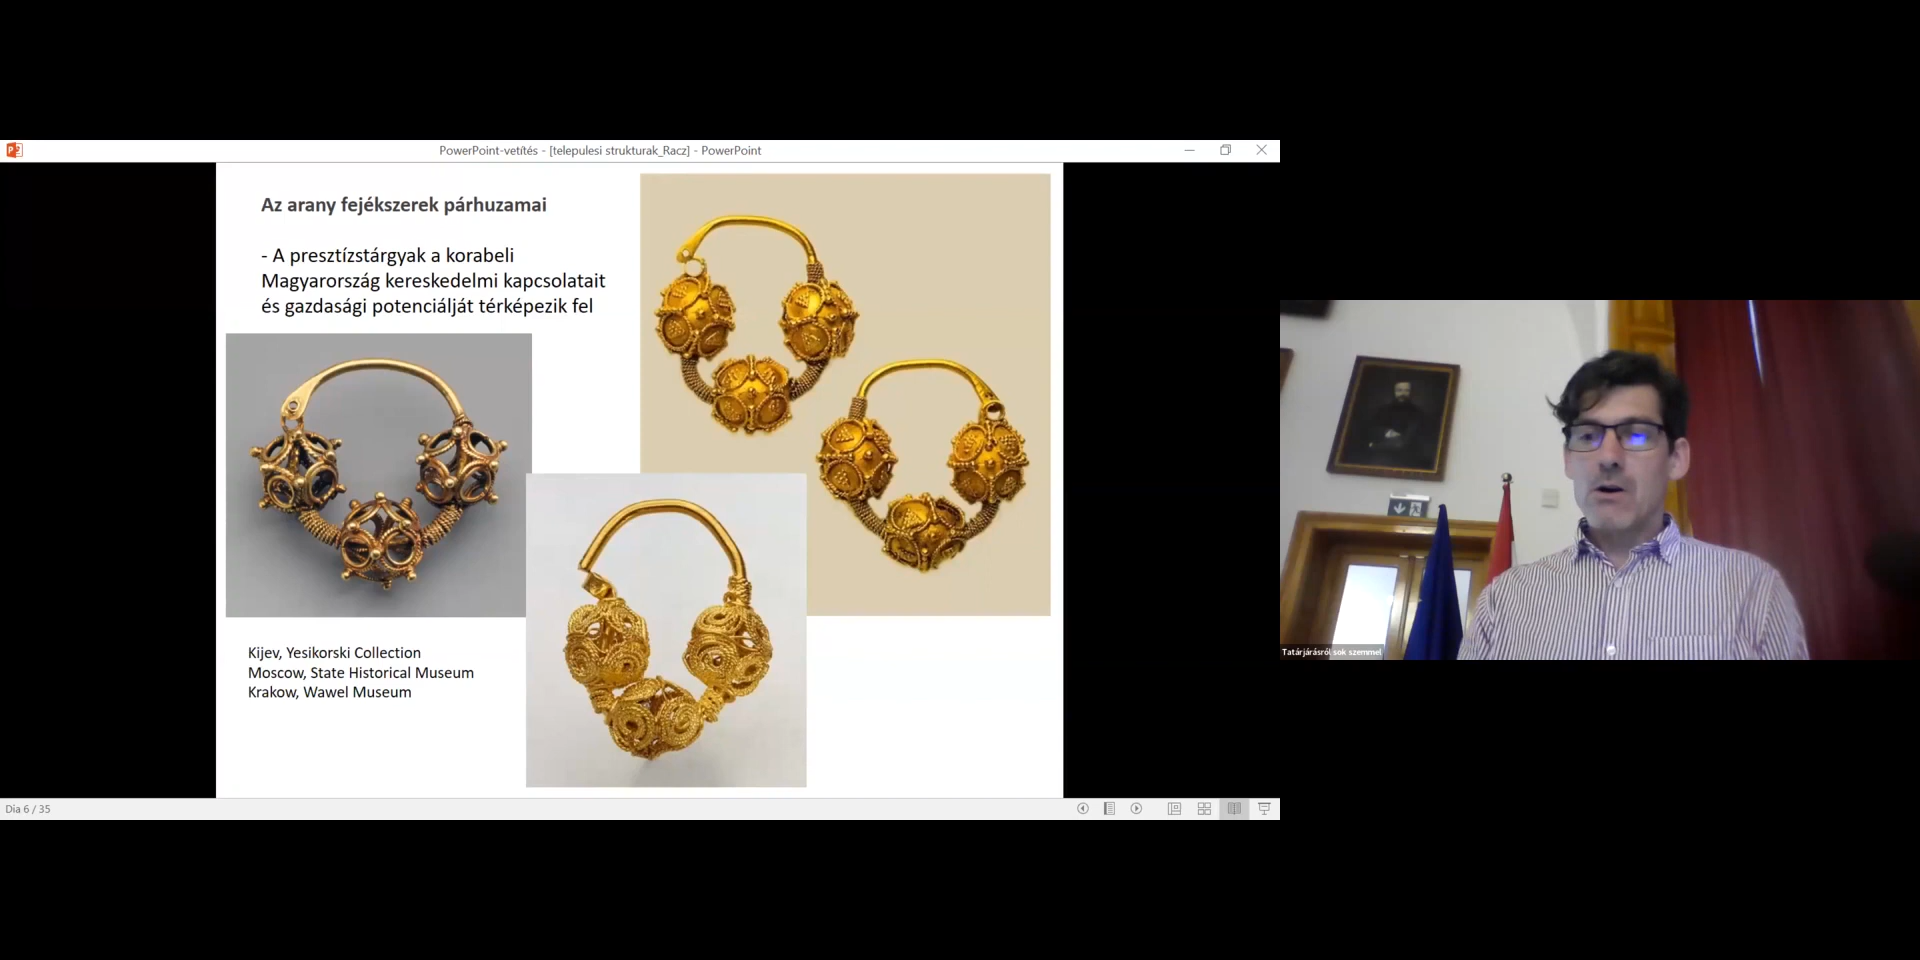 PowerPoint-vetítés - [telepulesi strukturak_Racz] - PowerPoint
Az arany fejékszerek párhuzamai
- A presztízstárgyak a korabeli
Magyarország kereskedelmi kapcsolatait
és gazdasági potenciálját térképezik fel
Kijev, Yesikorski Collection
Moscow, State Historical Museum
Krakow, Wawel Museum
Dia 6 / 35
Tatárjárásról sok szemmel